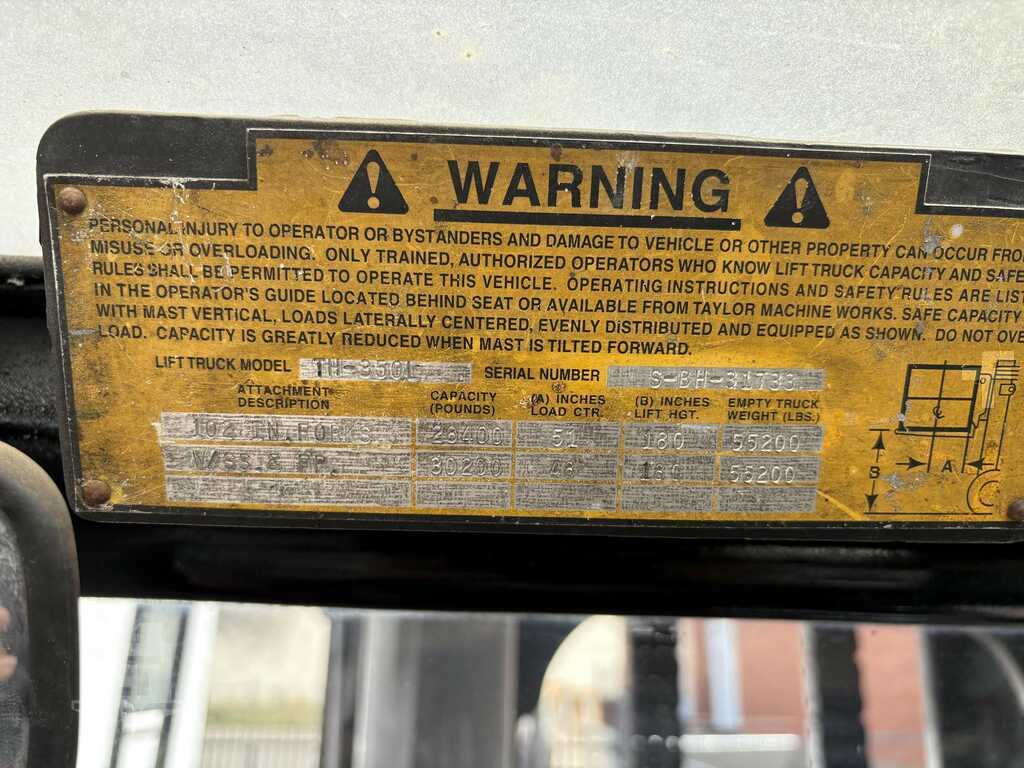 WARNING
PERSONAL INJURY TO OPERATOR OR BYSTANDERS AND DAMAGE TO VEHICLE OR OTHER PROPERTY CAN OCCUR FROM
MISUSE OR OVERLOADING. ONLY TRAINED, AUTHORIZED OPERATORS WHO KNOW LIFT TRUCK CAPACITY AND SAFE
RULES SHALL BE PERMITTED TO OPERATE THIS VEHICLE. OPERATING INSTRUCTIONS AND SAFETY RULES ARE LIST
IN THE OPERATOR'S GUIDE LOCATED BEHIND SEAT OR AVAILABLE FROM TAYLOR MACHINE WORKS. SAFE CAPACITY
WITH MAST VERTICAL, LOADS LATERALLY CENTERED, EVENLY DISTRIBUTED AND EQUIPPED AS SHOWN. DO NOT OVE
LOAD. CAPACITY IS GREATLY REDUCED WHEN MAST IS TILTED FORWARD.
LIFT TRUCK MODEL TH-350L SERIAL NUMBER S-BH-31733
ATTACHMENT DESCRIPTION CAPACITY (POUNDS) (A) INCHES LOAD CTR. (B) INCHES LIFT HGT. EMPTY TRUCK WEIGHT (LBS.)
102 IN. FORKS 28400 51 180 55200
W/SS & FP. 30200 48 180 55200
B A